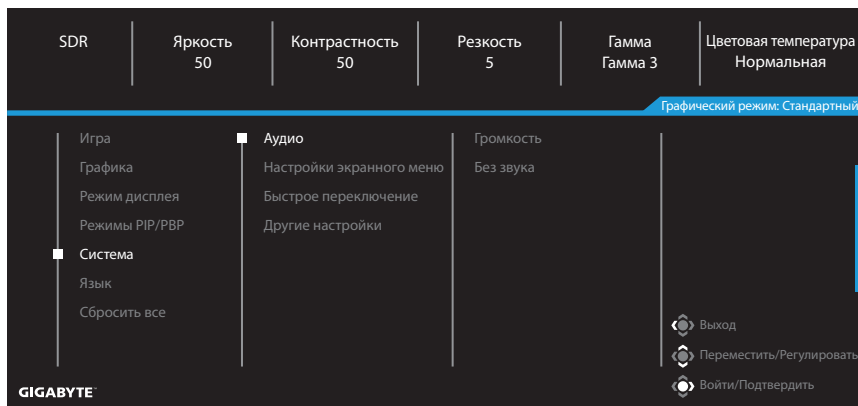 SDR
Яркость
50
Контрастность
50
Резкость
5
Гамма
Гамма 3
Цветовая температура
Нормальная
Графический режим: Стандартный
Игра
Графика
Режим дисплея
Режимы PIP/PBP
Система
Язык
Сбросить все
Аудио
Настройки экранного меню
Быстрое переключение
Другие настройки
Громкость
Без звука
Выход
Переместить/Регулировать
Войти/Подтвердить
GIGABYTE™